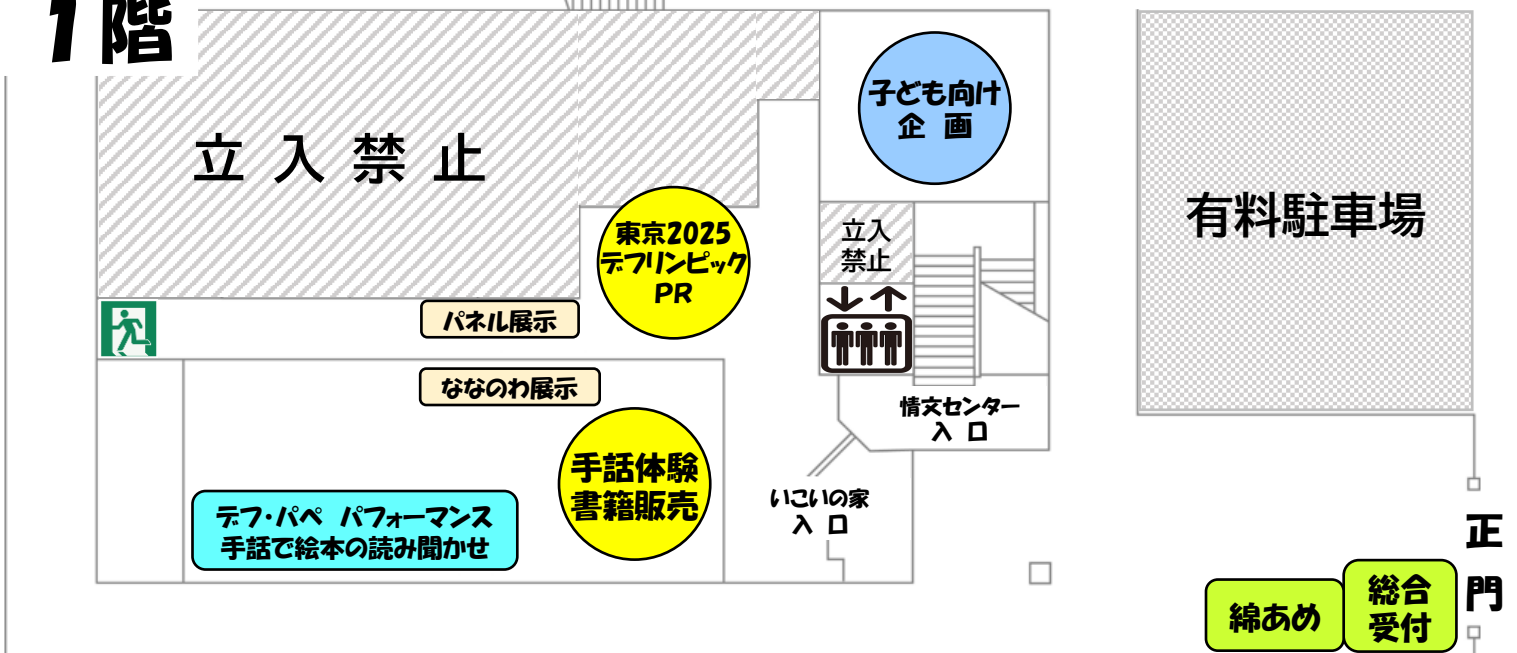 1階
立入禁止
子ども向け
企画
有料駐車場
東京2025
デフリンピック
PR
立入
禁止
パネル展示
ななのわ展示
情文センター
入口
手話体験
書籍販売
いこいの家
入口
デフ・パペ パフォーマンス
手話で絵本の読み聞かせ
正門
綿あめ
総合
受付